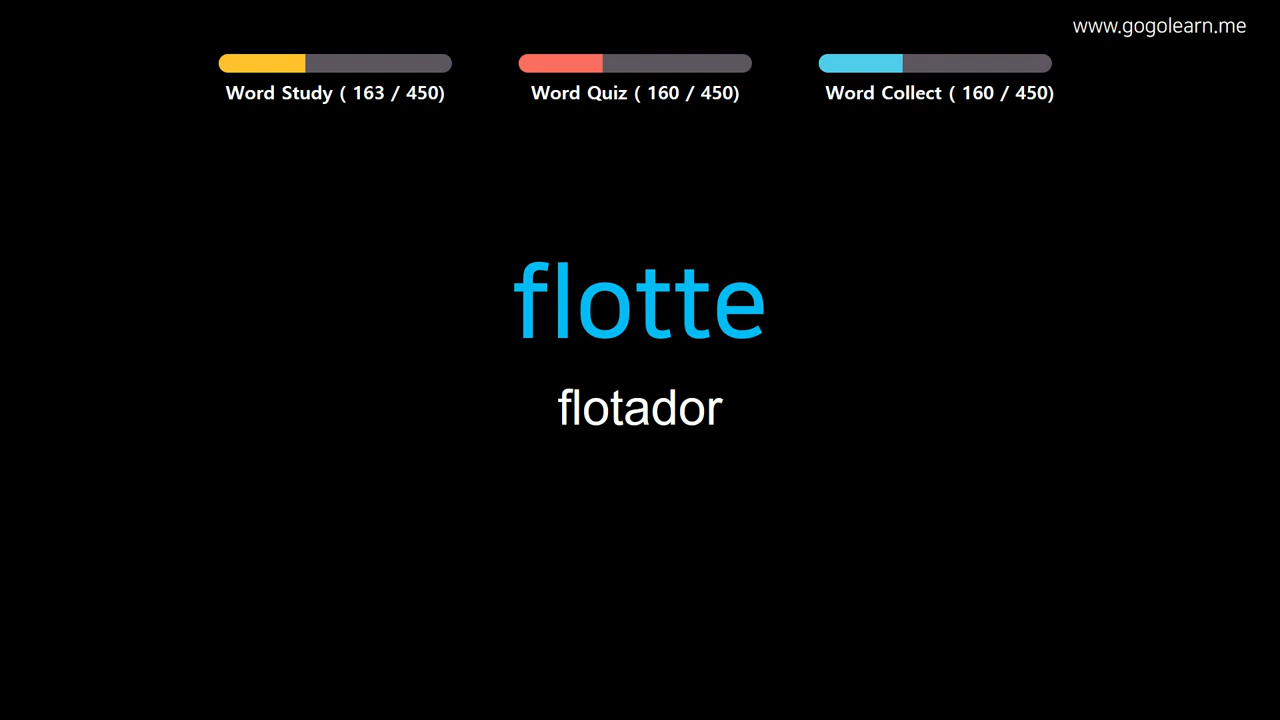 www.gogolearn.me
Word Study ( 163 / 450)
Word Quiz ( 160 / 450)
Word Collect ( 160 / 450)
flotte
flotador